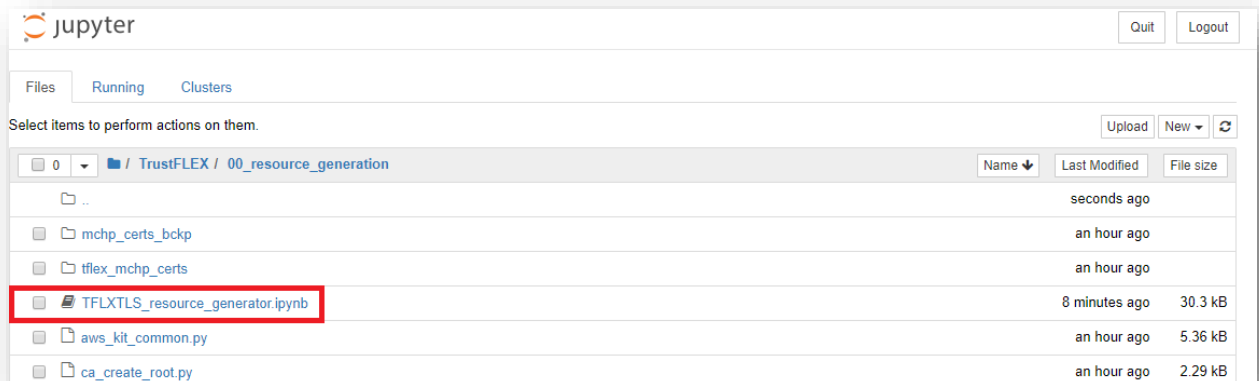 jupyter
Quit Logout
Files Running Clusters
Select items to perform actions on them.
Upload New
0 / TrustFLEX / 00_resource_generation Name Last Modified File size
.. seconds ago
mchp_certs_bckp an hour ago
tflex_mchp_certs an hour ago
TFLXTLS_resource_generator.ipynb 8 minutes ago 30.3 kB
aws_kit_common.py an hour ago 5.36 kB
ca_create_root.py an hour ago 2.29 kB